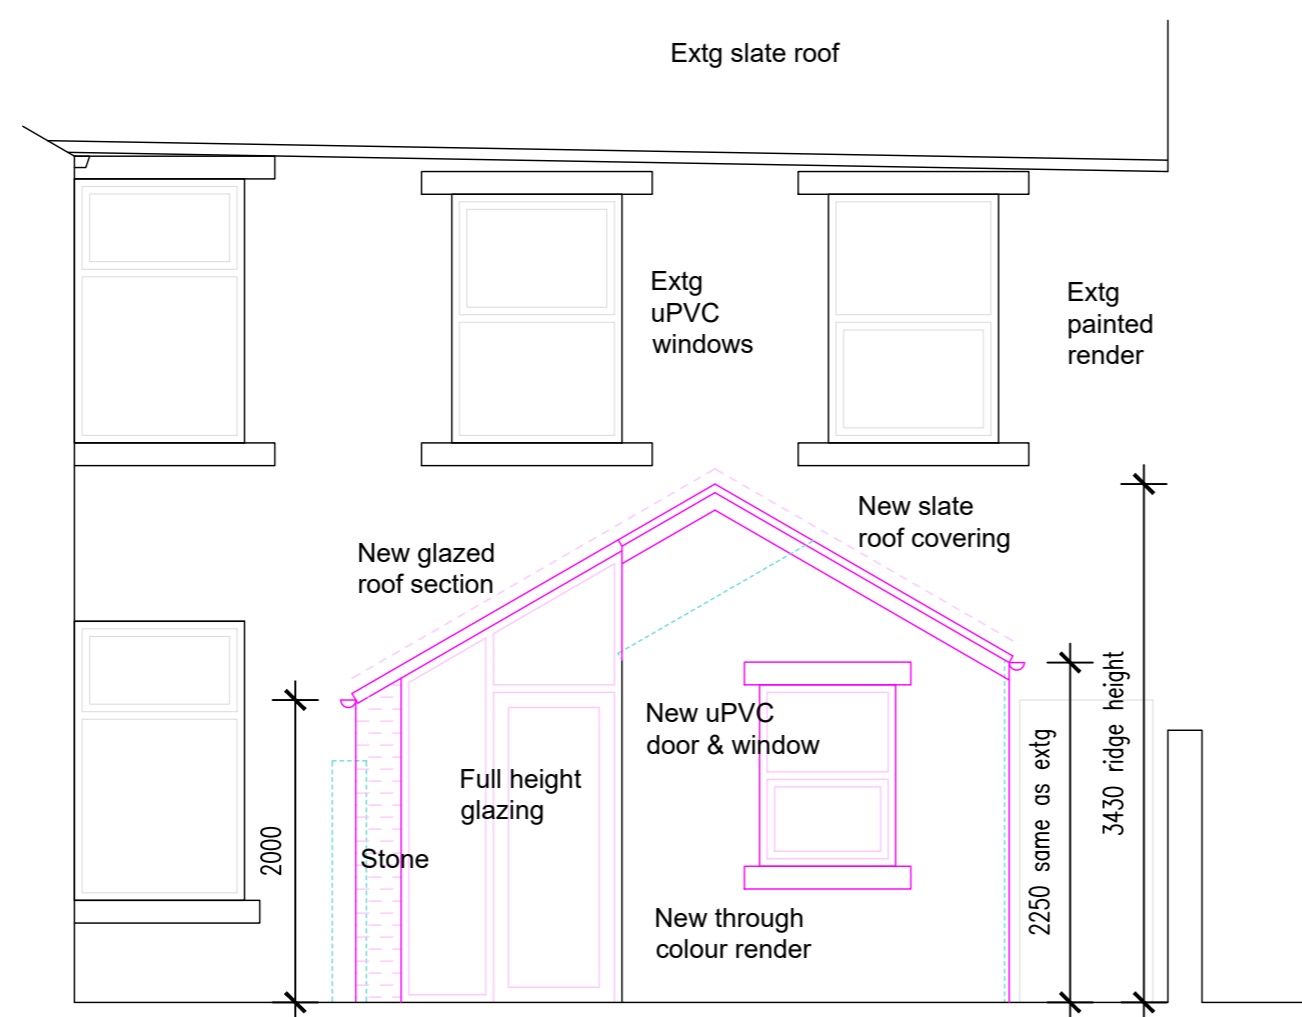 Extg slate roof
Extg
uPVC
windows
Extg
painted
render
New slate
roof covering
New glazed
roof section
New uPVC
door & window
Full height
glazing
Stone
New through
colour render
2000
2250 same as extg
3430 ridge height